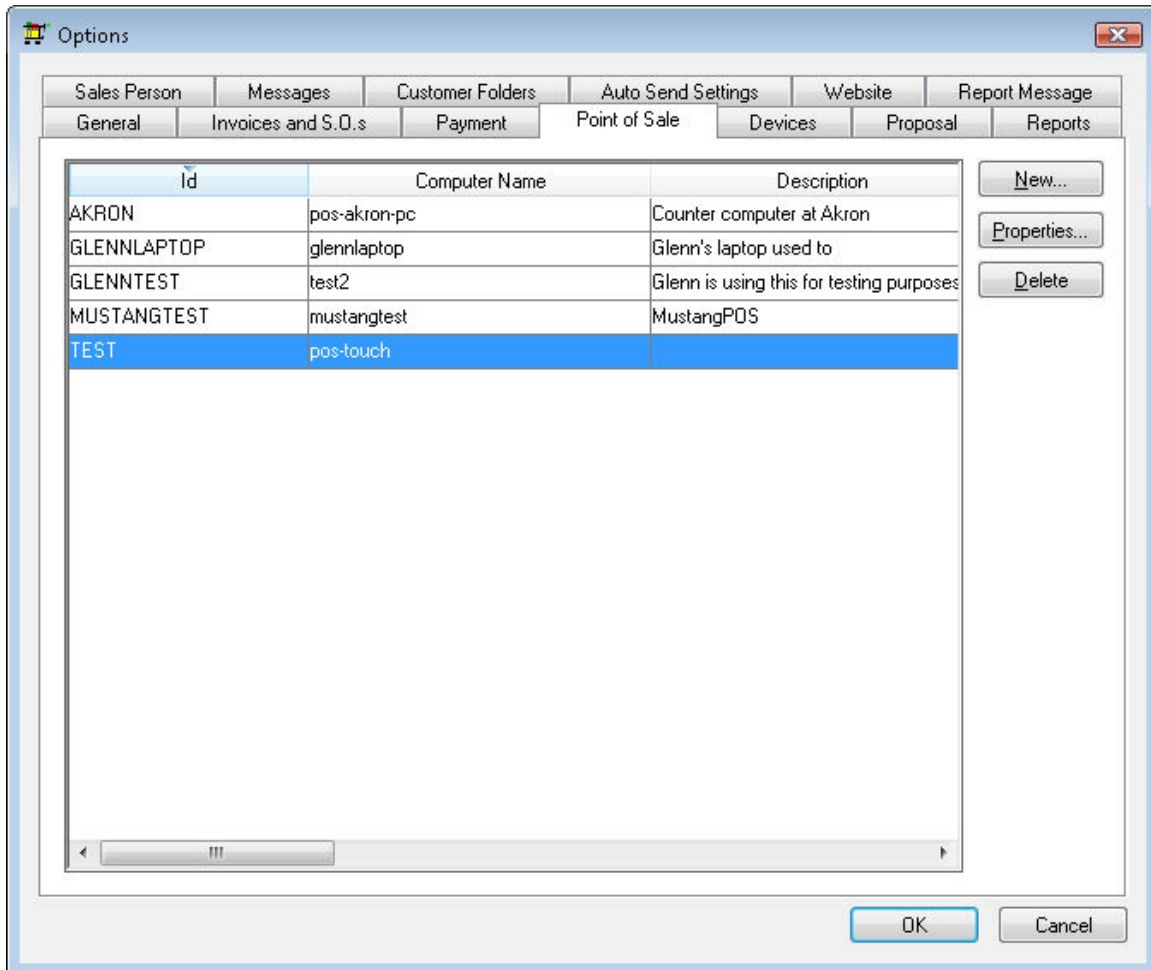 Options
Sales Person Messages Customer Folders Auto Send Settings Website Report Message
General Invoices and S.O.s Payment Point of Sale Devices Proposal Reports
Id Computer Name Description New...
AKRON pos-akron-pc Counter computer at Akron
Properties...
GLENNLAPTOP glennlaptop Glenn's laptop used to
GLENNTEST test2 Glenn is using this for testing purposes Delete
MUSTANGTEST mustangtest MustangPOS
TEST pos-touch
OK Cancel